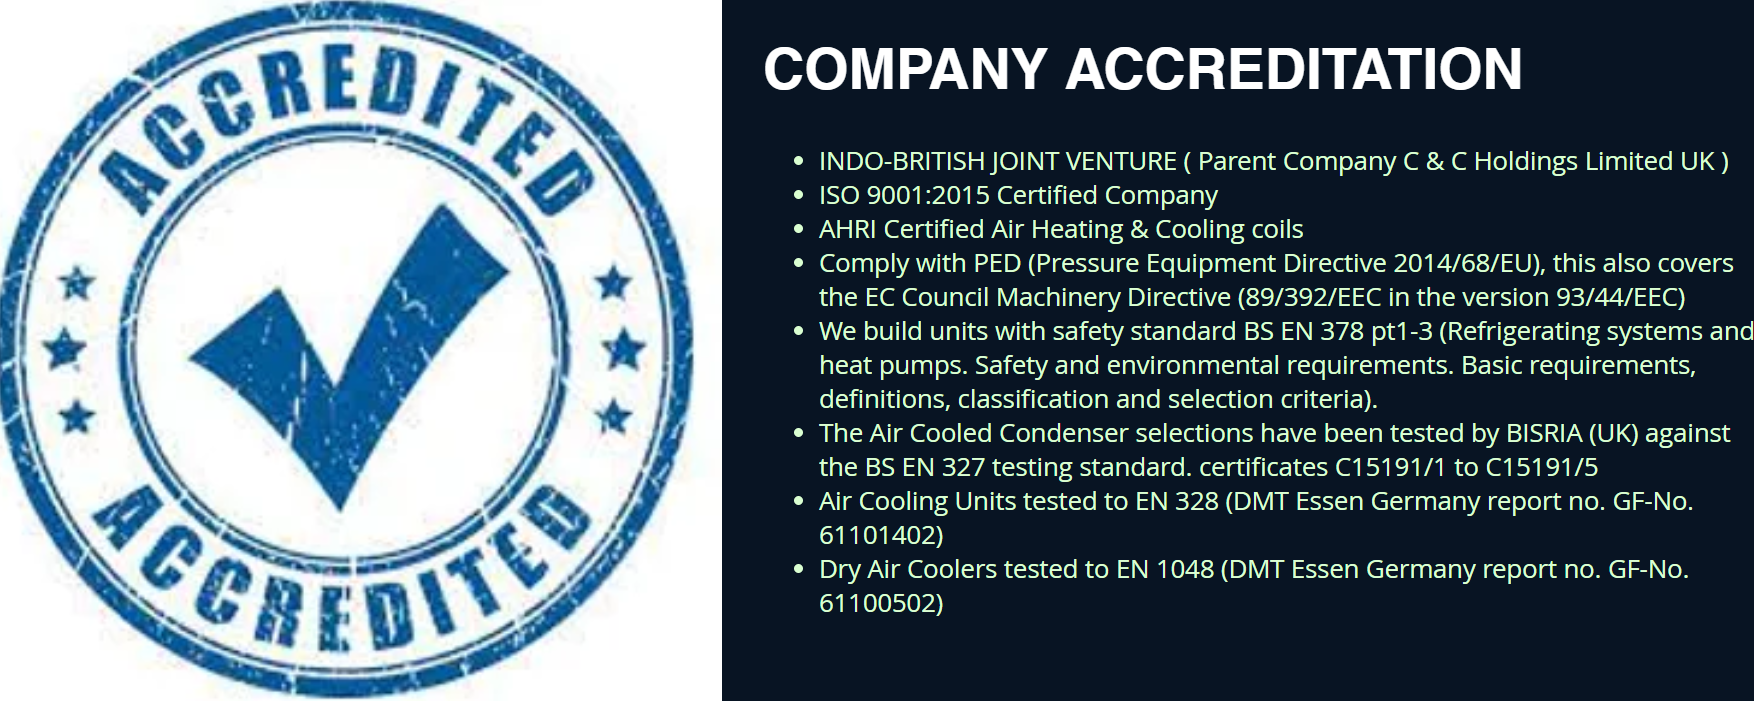 ACCREDITED
ACCREDITED
COMPANY ACCREDITATION
• INDO-BRITISH JOINT VENTURE ( Parent Company C & C Holdings Limited UK )
• ISO 9001:2015 Certified Company
• AHRI Certified Air Heating & Cooling coils
• Comply with PED (Pressure Equipment Directive 2014/68/EU), this also covers
the EC Council Machinery Directive (89/392/EEC in the version 93/44/EEC)
• We build units with safety standard BS EN 378 pt1-3 (Refrigerating systems and
heat pumps. Safety and environmental requirements. Basic requirements,
definitions, classification and selection criteria).
• The Air Cooled Condenser selections have been tested by BISRIA (UK) against
the BS EN 327 testing standard. certificates C15191/1 to C15191/5
• Air Cooling Units tested to EN 328 (DMT Essen Germany report no. GF-No.
61101402)
• Dry Air Coolers tested to EN 1048 (DMT Essen Germany report no. GF-No.
61100502)